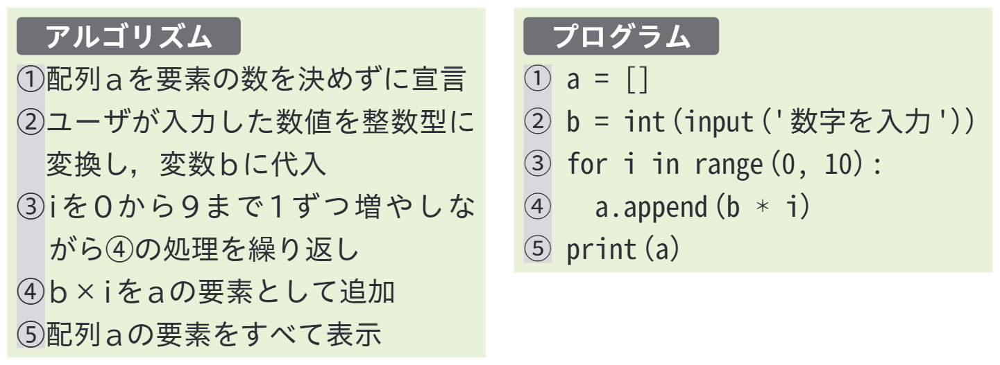 アルゴリズム
①配列aを要素の数を決めずに宣言
②ユーザが入力した数値を整数型に
変換し，変数bに代入
③iを０から９まで１ずつ増やしな
がら④の処理を繰り返し
④b×iをaの要素として追加
⑤配列aの要素をすべて表示
プログラム
① a = []
② b = int(input('数字を入力'))
③ for i in range(0, 10):
④   a.append(b * i)
⑤ print(a)